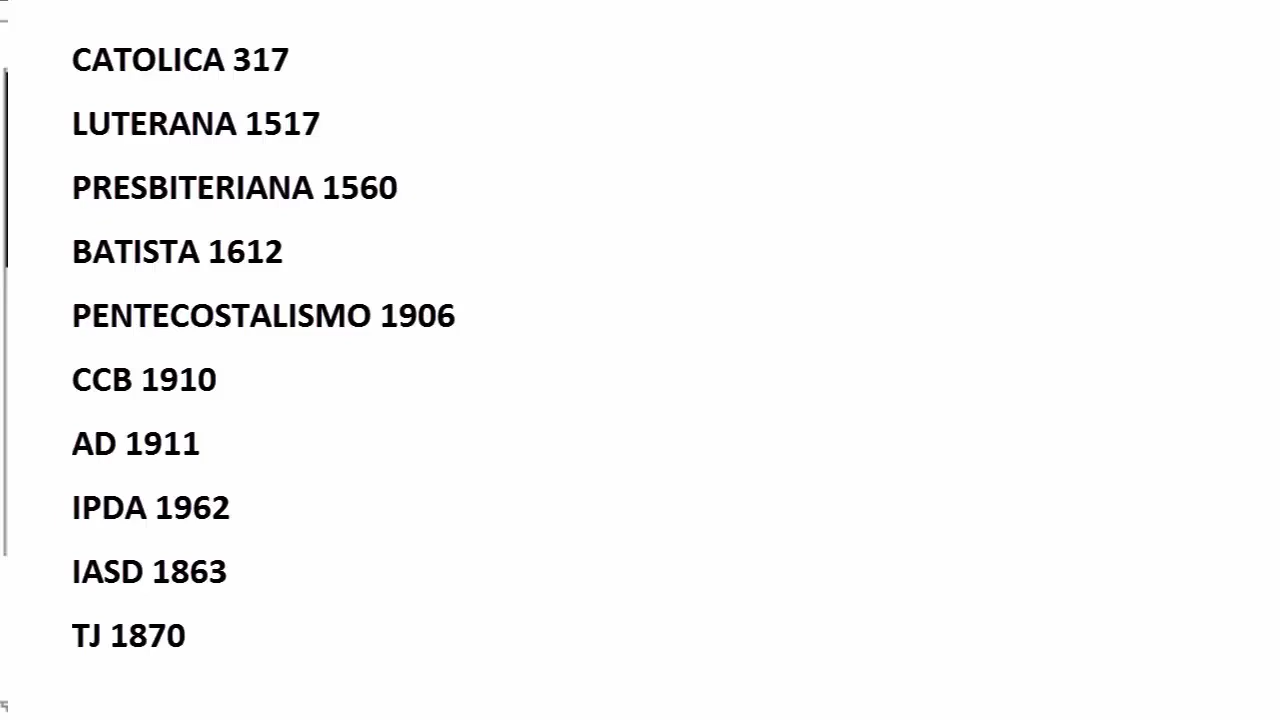 CATOLICA 317
LUTERANA 1517
PRESBITERIANA 1560
BATISTA 1612
PENTECOSTALISMO 1906
CCB 1910
AD 1911
IPDA 1962
IASD 1863
TJ 1870